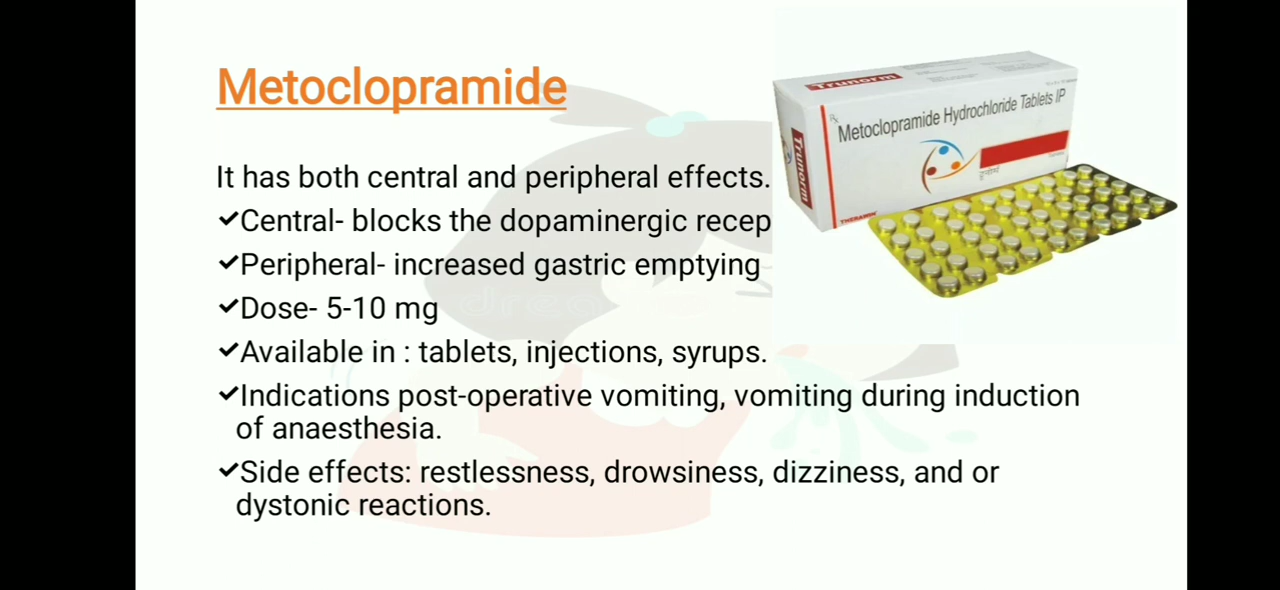 Metoclopramide
It has both central and peripheral effects.
✓Central- blocks the dopaminergic recep
✓Peripheral- increased gastric emptying
✓Dose- 5-10 mg
✓Available in : tablets, injections, syrups.
✓Indications post-operative vomiting, vomiting during induction
of anaesthesia.
✓Side effects: restlessness, drowsiness, dizziness, and or
dystonic reactions.
Trunorm
Rx
Metoclopramide Hydrochloride Tablets IP
Trunorm